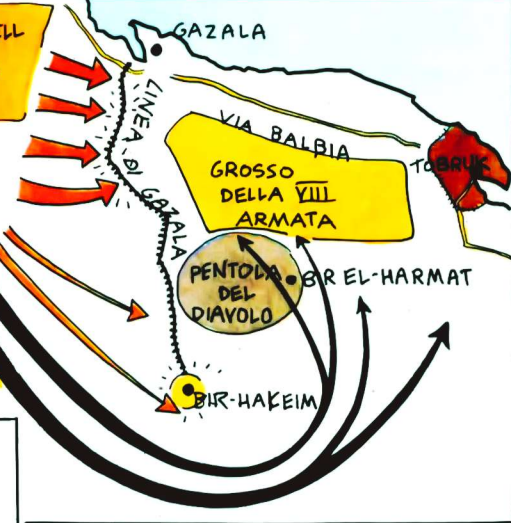 ILL
GAZALA
LINEA DI GAZALA
VIA BALBIA
TOBRUK
GROSSO
DELLA VIII
ARMATA
PENTOLA
DEL
DIAVOLO
BIR EL-HARMAT
BIR-HAKEIM